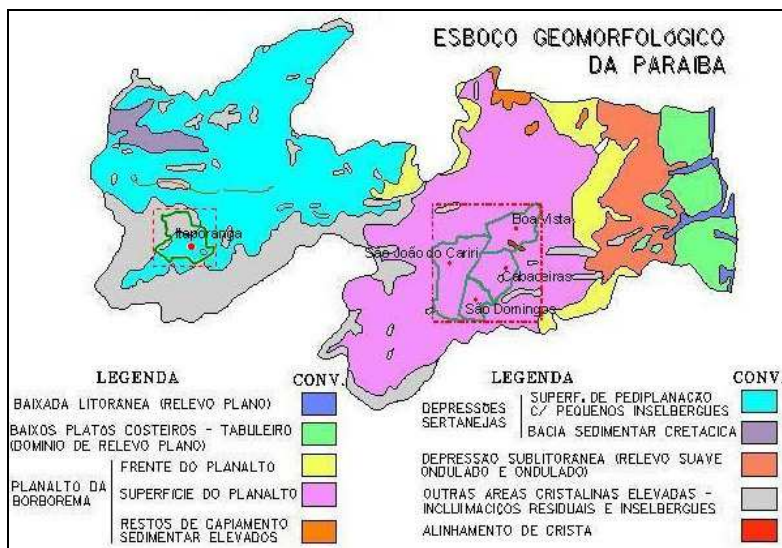 ESBOÇO GEOMORFOLÓGICO
DA PARAIBA
Itaporanga
Boa Vista
São João do Cariri
Cabaceiras
São Domingos
LEGENDA CONV.
BAIXADA LITORÂNEA (RELEVO PLANO)
BAIXOS PLATÔS COSTEIROS - TABULEIRO
(DOMINIO DE RELEVO PLANO)
PLANALTO DA
BORBOREMA
FRENTE DO PLANALTO
SUPERFICIE DO PLANALTO
RESTOS DE CAPIAMENTO
SEDIMENTAR ELEVADOS
LEGENDA CONV.
DEPRESSÕES
SERTANEJAS
SUPERF. DE PEDIPLANAÇÃO
C/ PEQUENOS INSELBERGUES
BACIA SEDIMENTAR CRETACICA
DEPRESSÃO SUBLITORÂNEA (RELEVO SUAVE
ONDULADO E ONDULADO)
OUTRAS AREAS CRISTALINAS ELEVADAS -
INCLUIMACIÇOS RESIDUAIS E INSELBERGUES
ALINHAMENTO DE CRISTA